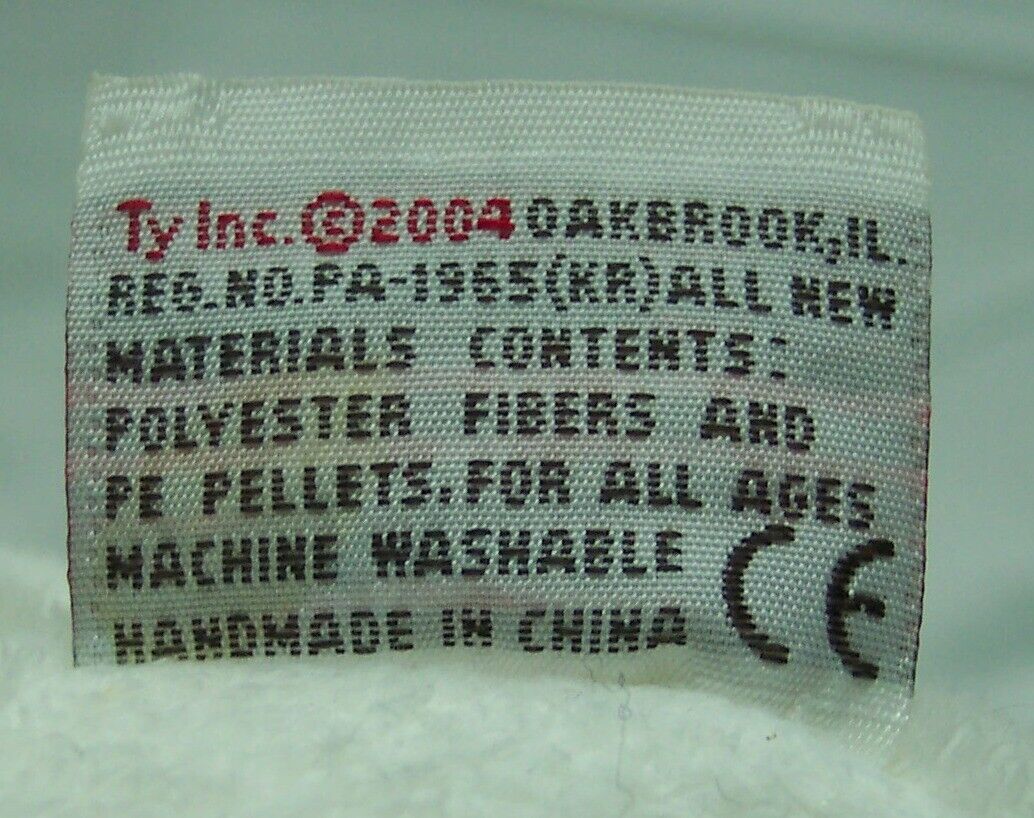 Ty Inc. ©2004 OAKBROOK, IL.
REG. NO. PA-1965(KR) ALL NEW
MATERIALS CONTENTS:
POLYESTER FIBERS AND
PE PELLETS. FOR ALL AGES
MACHINE WASHABLE
HANDMADE IN CHINA
CE